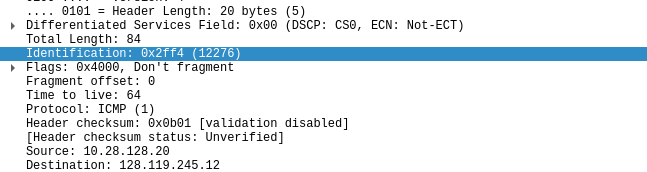 .... 0101 = Header Length: 20 bytes (5)
Differentiated Services Field: 0x00 (DSCP: CS0, ECN: Not-ECT)
Total Length: 84
Identification: 0x2ff4 (12276)
Flags: 0x4000, Don't fragment
Fragment offset: 0
Time to live: 64
Protocol: ICMP (1)
Header checksum: 0x0b01 [validation disabled]
[Header checksum status: Unverified]
Source: 10.28.128.20
Destination: 128.119.245.12